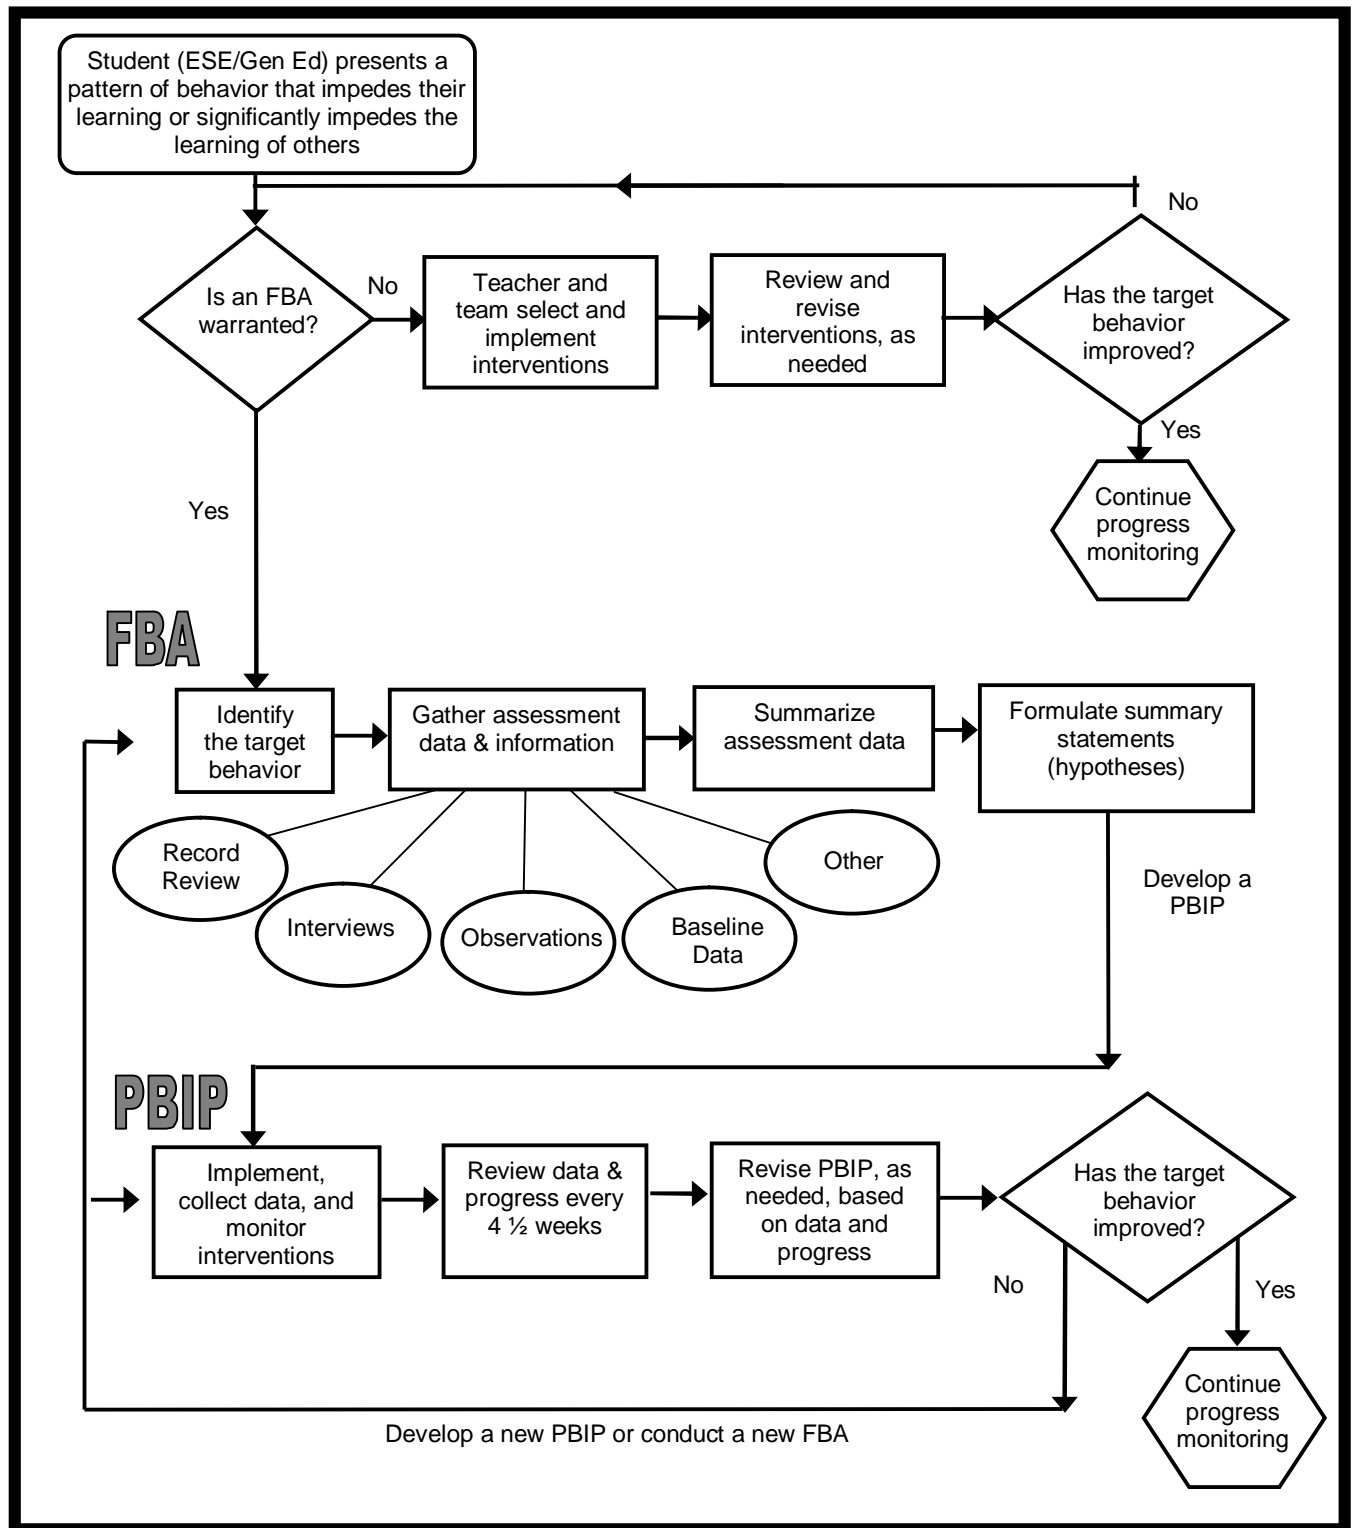 Student (ESE/Gen Ed) presents a
pattern of behavior that impedes their
learning or significantly impedes the
learning of others
No
Is an FBA
warranted?
No
Teacher and
team select and
implement
interventions
Review and
revise
interventions, as
needed
Has the target
behavior
improved?
Yes
Continue
progress
monitoring
Yes
FBA
Identify
the target
behavior
Gather assessment
data & information
Summarize
assessment data
Formulate summary
statements
(hypotheses)
Record
Review
Interviews
Observations
Baseline
Data
Other
Develop a
PBIP
PBIP
Implement,
collect data, and
monitor
interventions
Review data &
progress every
4 ½ weeks
Revise PBIP, as
needed, based
on data and
progress
Has the target
behavior
improved?
No
Yes
Continue
progress
monitoring
Develop a new PBIP or conduct a new FBA